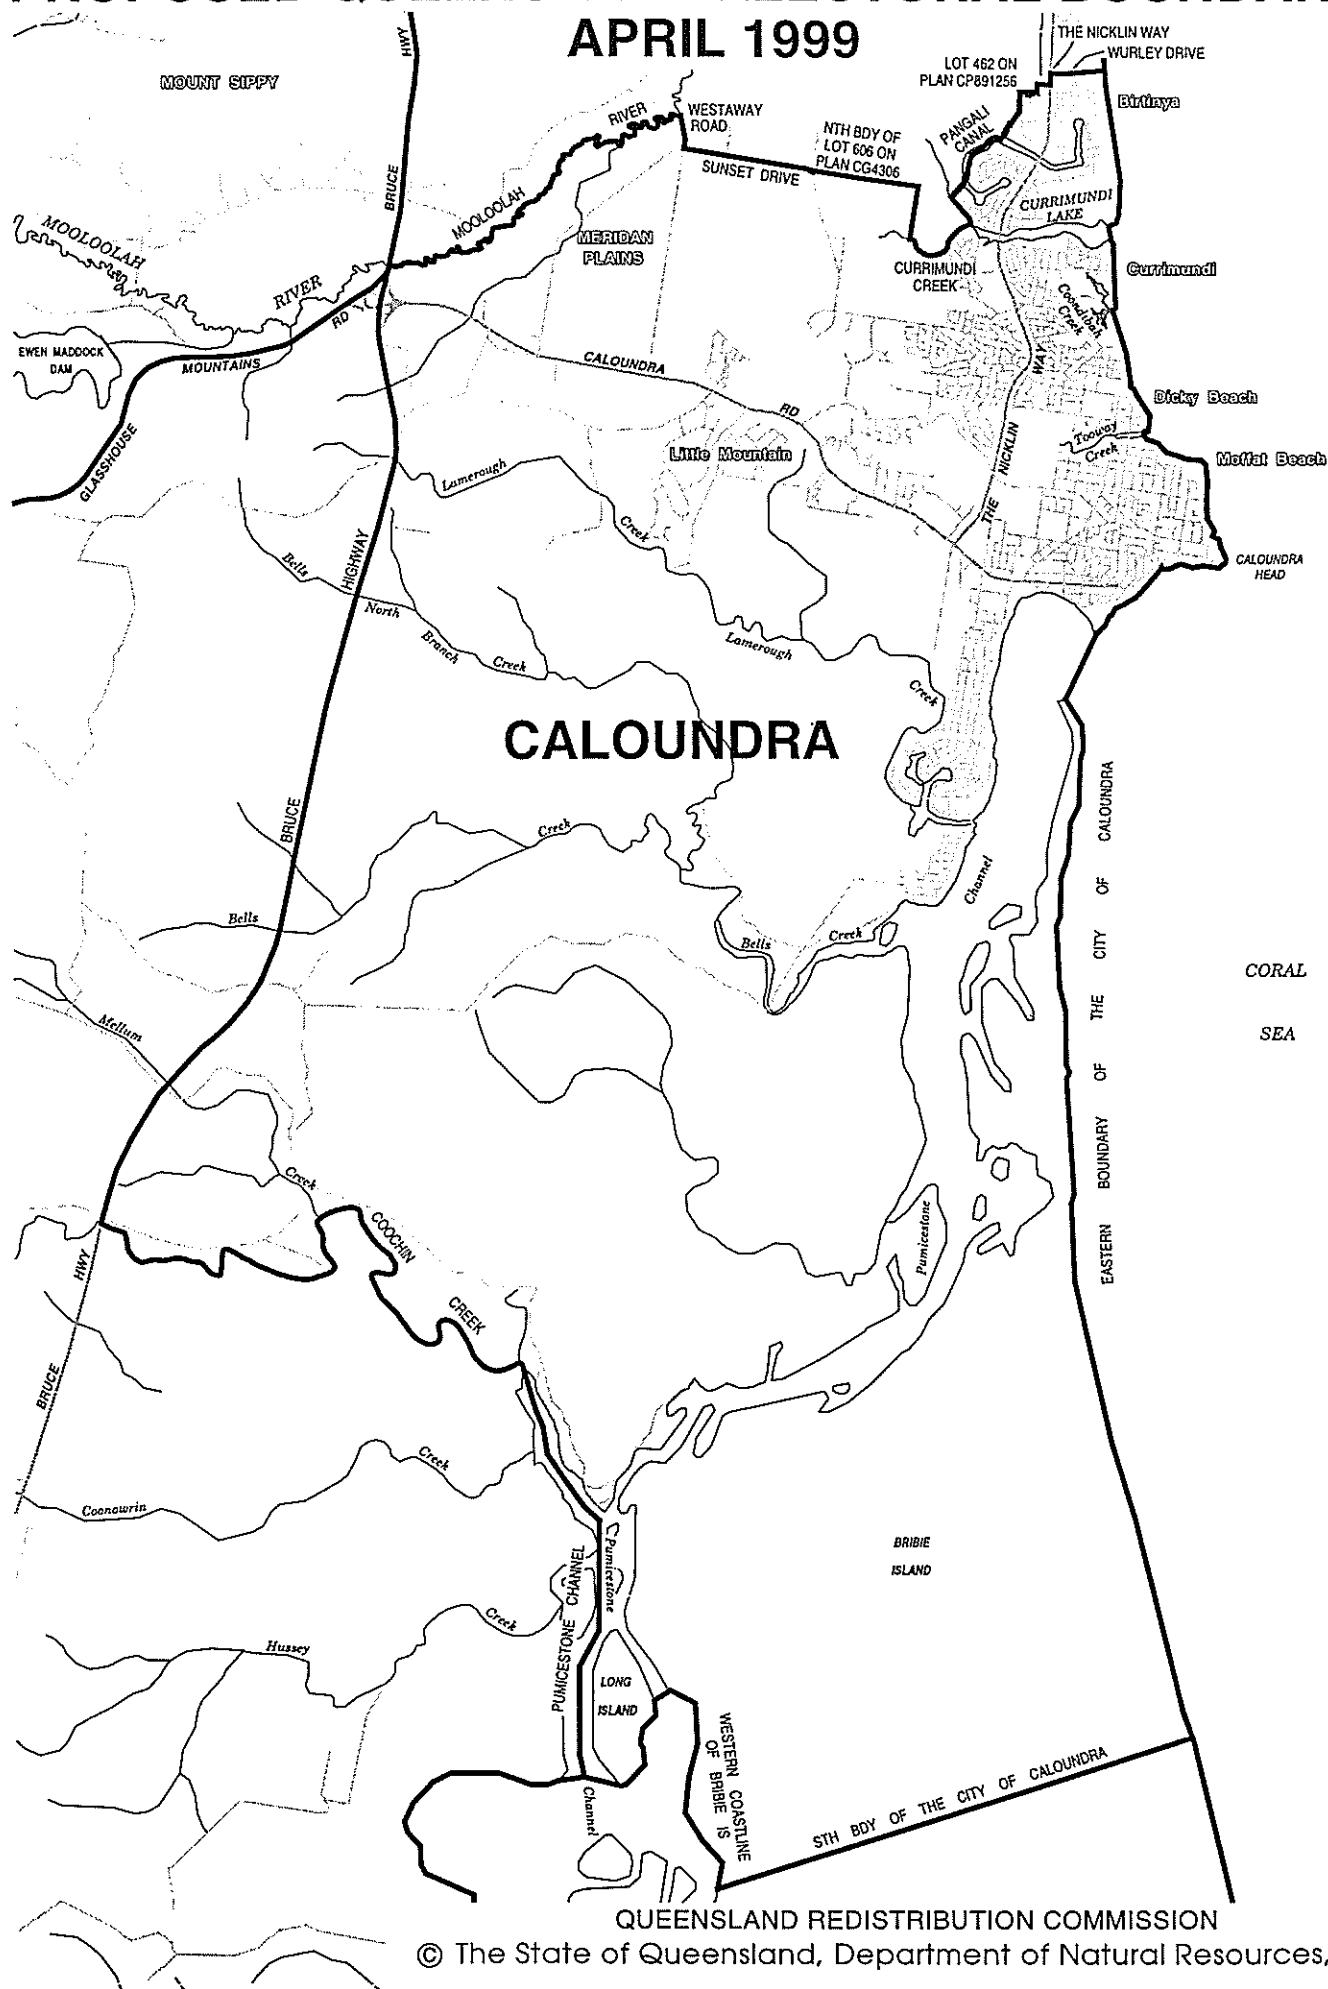 APRIL 1999
HWY
THE NICKLIN WAY
WURLEY DRIVE
LOT 462 ON
PLAN CP891256
MOUNT SIPPY
Birtinya
RIVER
WESTAWAY
ROAD
PANGALI
CANAL
NTH BDY OF
LOT 606 ON
PLAN CG4306
SUNSET DRIVE
BRUCE
MOOLOOLAH
CURRIMUNDI
LAKE
MOOLOOLAH
RIVER
MERIDAN
PLAINS
CURRIMUNDI
CREEK
Currimundi
Coondibah
Creek
RD
EWEN MADDOCK
DAM
MOUNTAINS
CALOUNDRA
WAY
RD
Dicky Beach
GLASSHOUSE
NICKLIN
Tooway
Creek
Little Mountain
Moffat Beach
Lamerough
THE
Creek
HIGHWAY
CALOUNDRA
HEAD
Bells
North
Branch
Creek
Lamerough
Creek
CALOUNDRA
BRUCE
Creek
Channel
EASTERN BOUNDARY OF THE CITY OF CALOUNDRA
Bells
Bells
Creek
CORAL
SEA
Mellum
Creek
COOCHIN
Pumicestone
HWY
CREEK
BRUCE
Creek
Coonowrin
BRIBIE
ISLAND
Pumicestone
PUMICESTONE CHANNEL
Creek
Hussey
LONG
ISLAND
WESTERN COASTLINE
OF BRIBIE IS
STH BDY OF THE CITY OF CALOUNDRA
Channel
QUEENSLAND REDISTRIBUTION COMMISSION
© The State of Queensland, Department of Natural Resources,